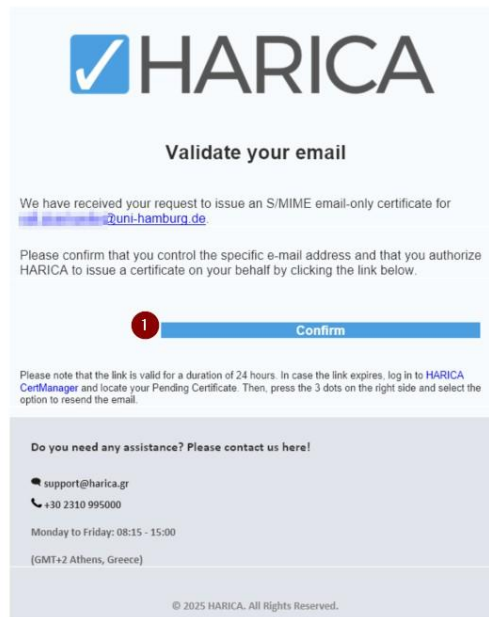 HARICA
Validate your email
We have received your request to issue an S/MIME email-only certificate for
@uni-hamburg.de.
Please confirm that you control the specific e-mail address and that you authorize
HARICA to issue a certificate on your behalf by clicking the link below.
1
Confirm
Please note that the link is valid for a duration of 24 hours. In case the link expires, log in to HARICA
CertManager and locate your Pending Certificate. Then, press the 3 dots on the right side and select the
option to resend the email.
Do you need any assistance? Please contact us here!
support@harica.gr
+30 2310 995000
Monday to Friday: 08:15 - 15:00
(GMT+2 Athens, Greece)
© 2025 HARICA. All Rights Reserved.